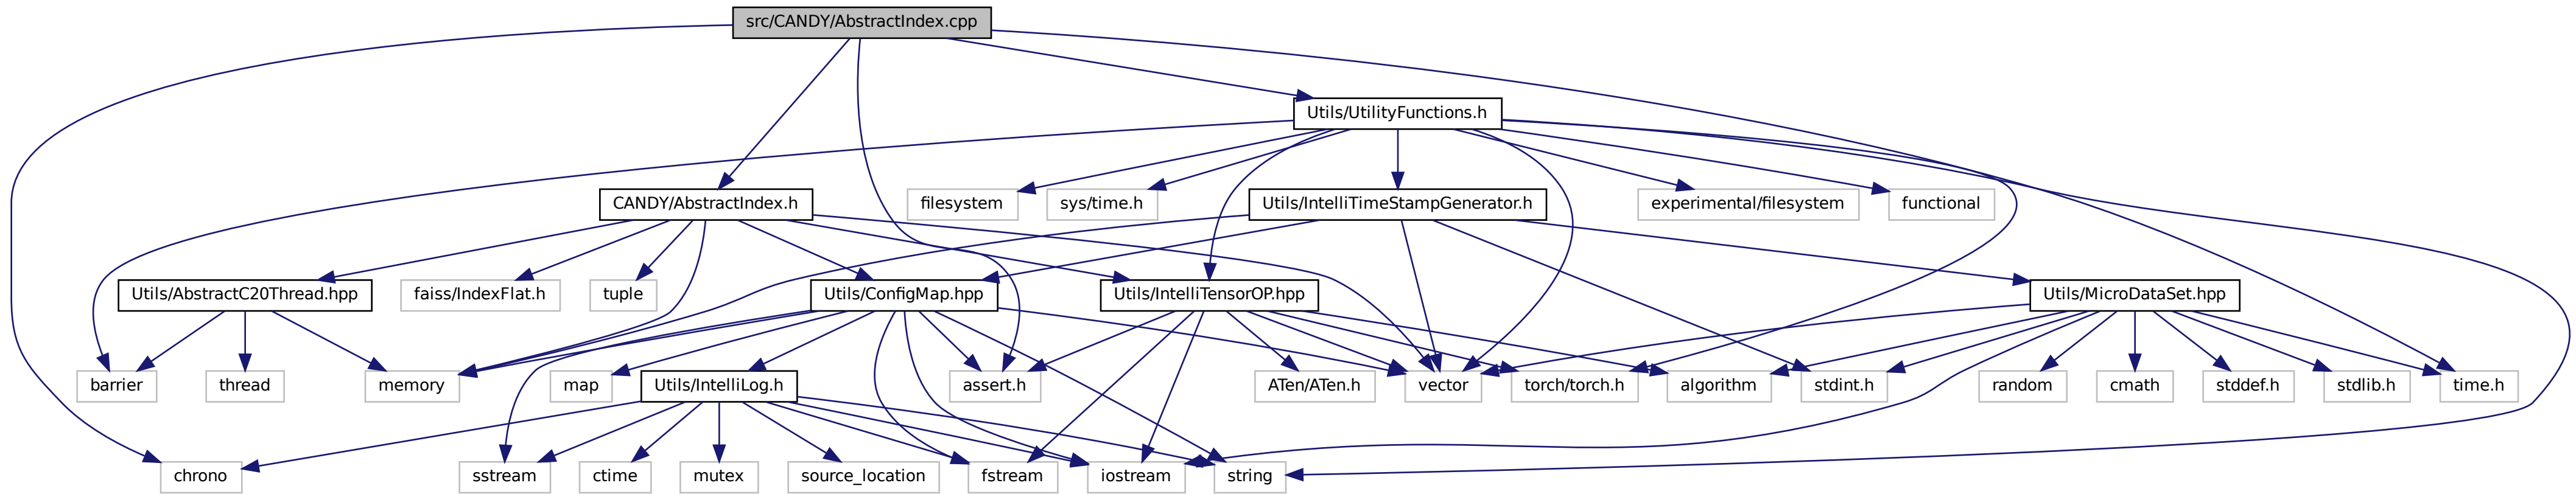 src/CANDY/AbstractIndex.cpp
Utils/UtilityFunctions.h
CANDY/AbstractIndex.h
filesystem
sys/time.h
Utils/IntelliTimeStampGenerator.h
experimental/filesystem
functional
Utils/AbstractC20Thread.hpp
faiss/IndexFlat.h
tuple
Utils/ConfigMap.hpp
Utils/IntelliTensorOP.hpp
Utils/MicroDataSet.hpp
barrier
thread
memory
map
Utils/IntelliLog.h
assert.h
ATen/ATen.h
vector
torch/torch.h
algorithm
stdint.h
random
cmath
stddef.h
stdlib.h
time.h
chrono
sstream
ctime
mutex
source_location
fstream
iostream
string